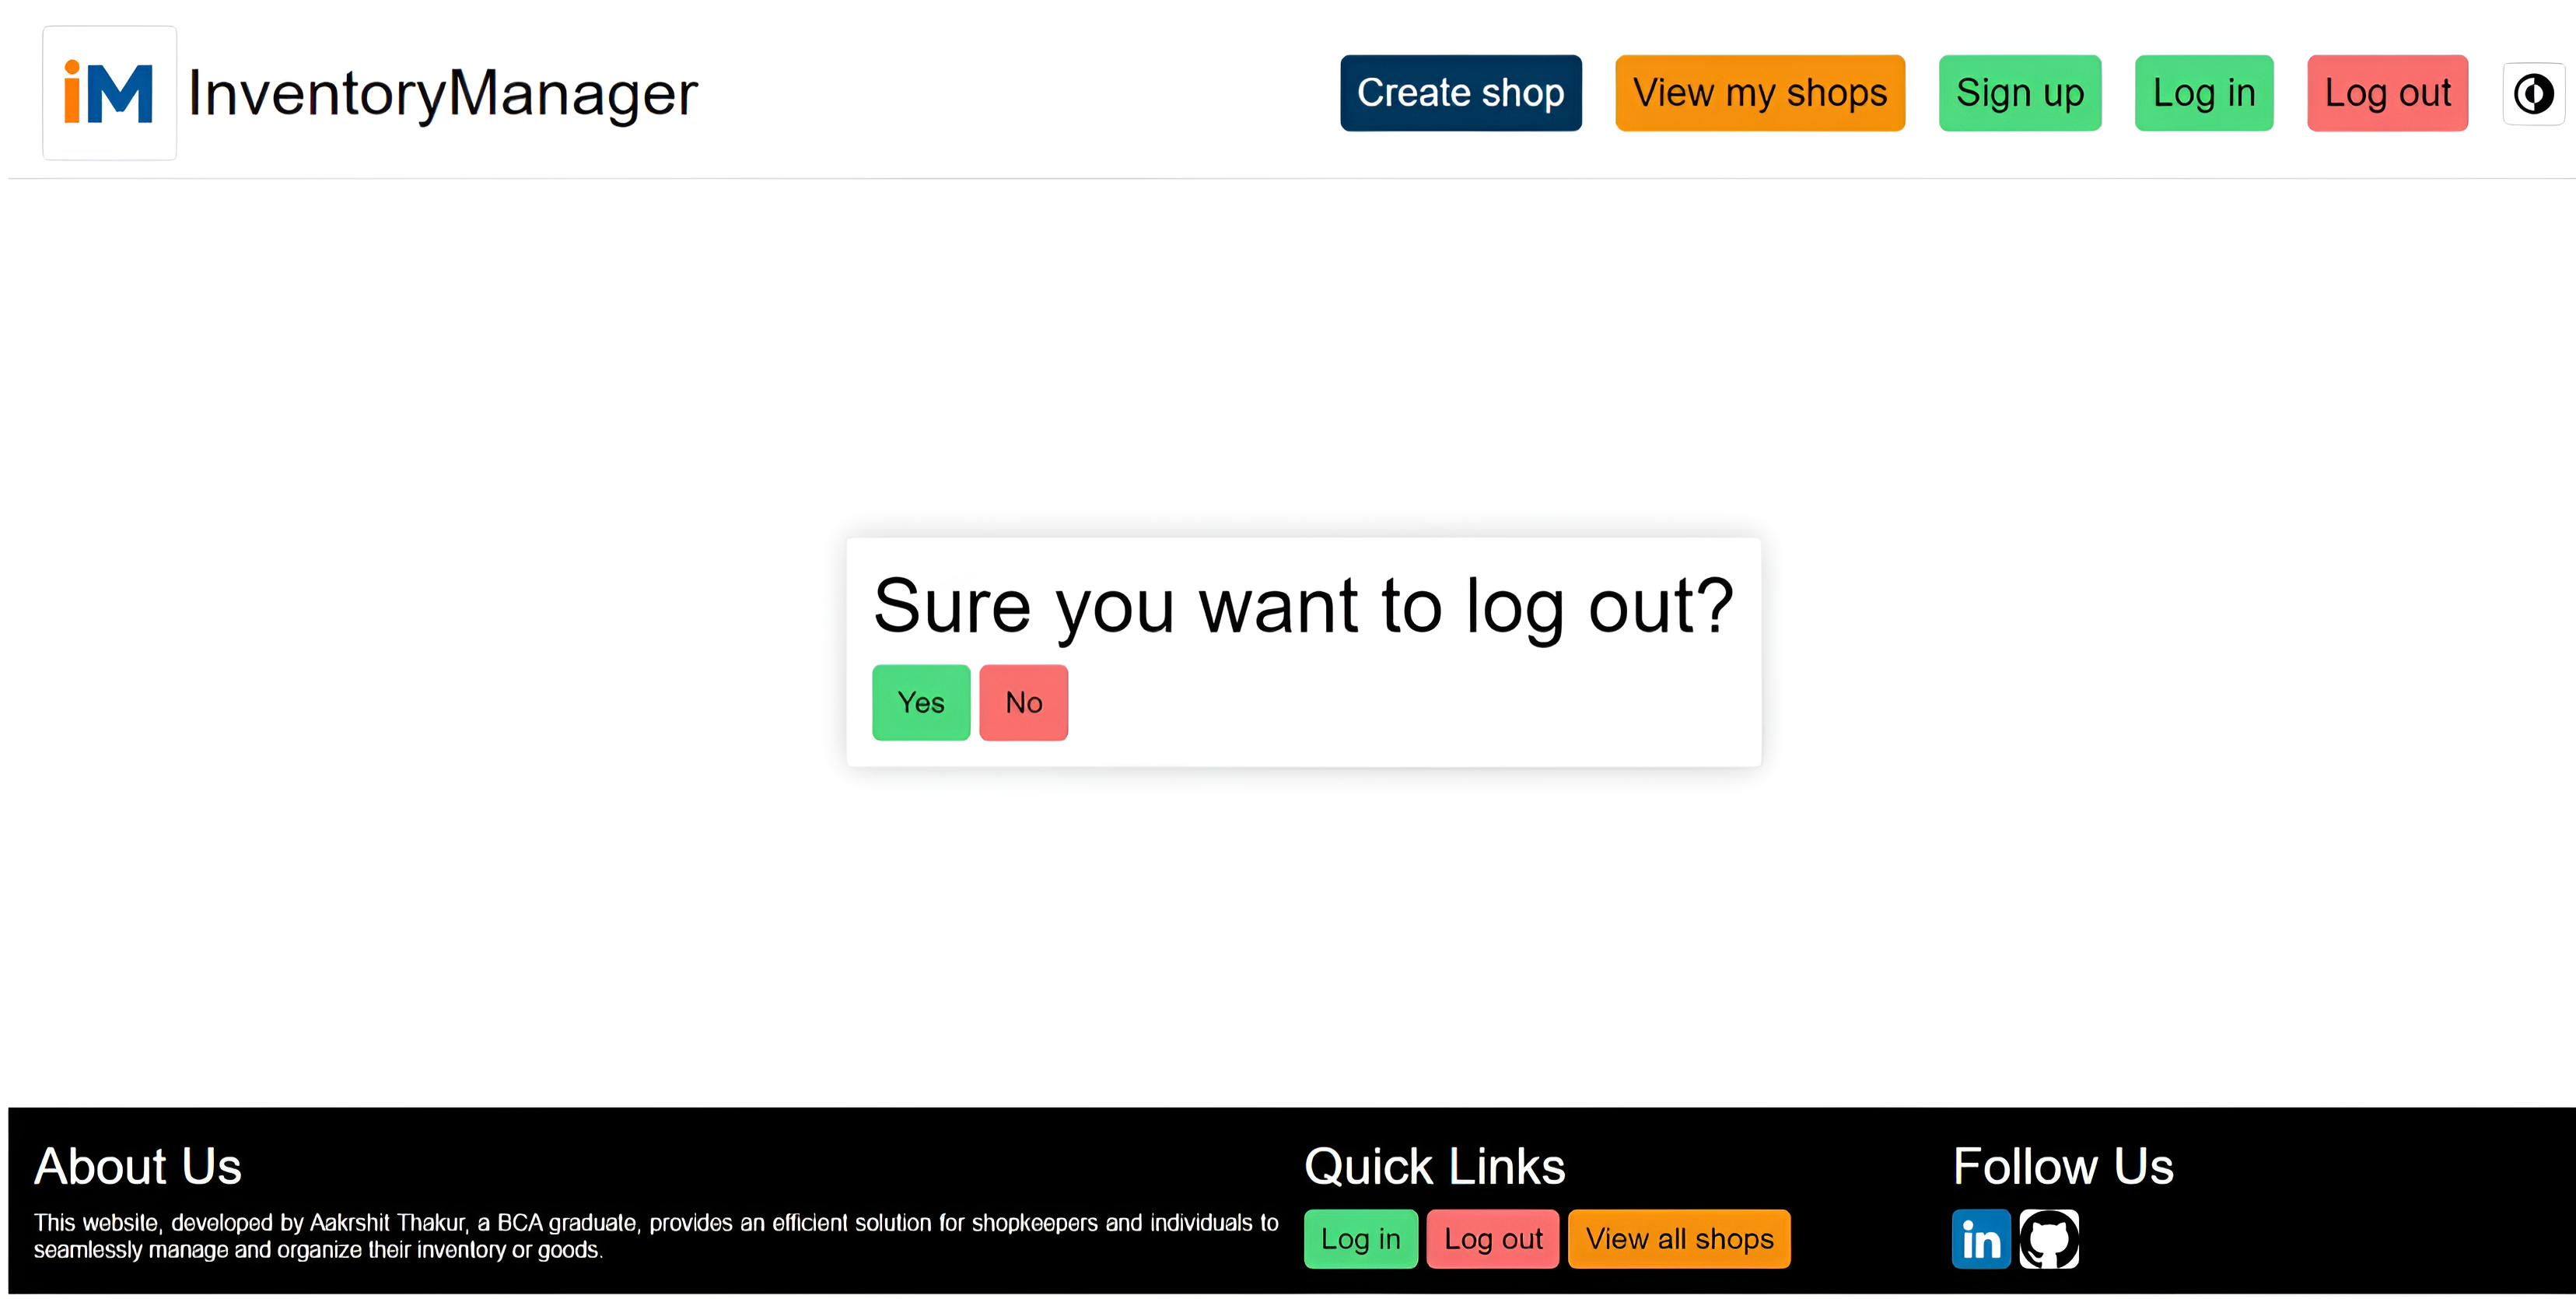 iM InventoryManager
Create shop View my shops Sign up Log in Log out
Sure you want to log out?
Yes No
About Us
This website, developed by Aakrshit Thakur, a BCA graduate, provides an efficient solution for shopkeepers and individuals to
seamlessly manage and organize their inventory or goods.
Quick Links
Log in Log out View all shops
Follow Us
in